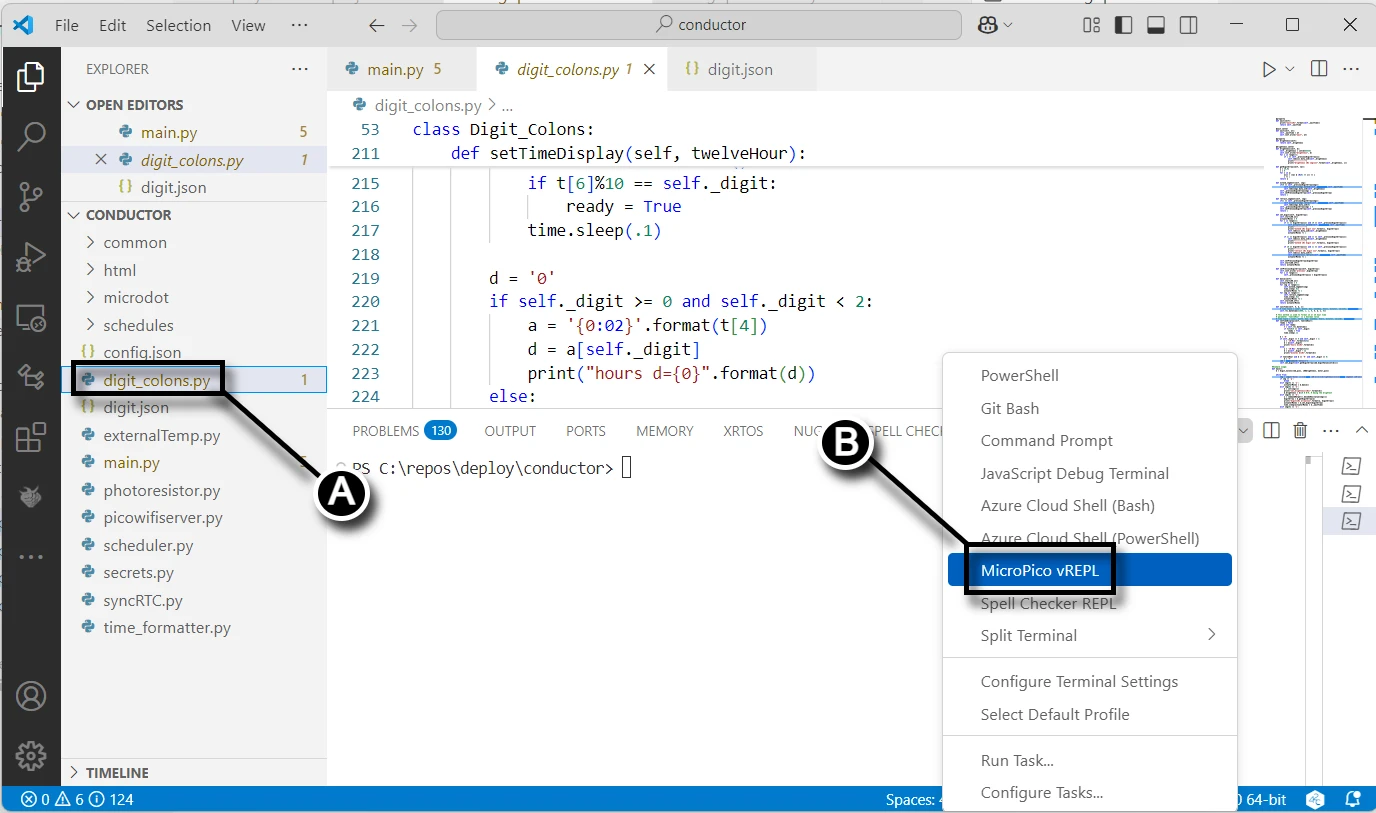 File Edit Selection View ··· conductor
EXPLORER ···
OPEN EDITORS
main.py 5
digit_colons.py 1
{} digit.json
CONDUCTOR
common
html
microdot
schedules
{} config.json
digit_colons.py 1
{} digit.json
externalTemp.py
main.py 5
photoresistor.py
picowifiserver.py
scheduler.py
secrets.py
syncRTC.py
time_formatter.py
TIMELINE
A
main.py 5 digit_colons.py 1 {} digit.json
digit_colons.py > ...
53 class Digit_Colons:
211 def setTimeDisplay(self, twelveHour):
215 if t[6]%10 == self._digit:
216 ready = True
217 time.sleep(.1)
218
219 d = '0'
220 if self._digit >= 0 and self._digit < 2:
221 a = '{0:02}'.format(t[4])
222 d = a[self._digit]
223 print("hours d={0}".format(d))
224 else:
PROBLEMS 130 OUTPUT PORTS MEMORY XRTOS
PS C:\repos\deploy\conductor>
B
PowerShell
Git Bash
Command Prompt
JavaScript Debug Terminal
Azure Cloud Shell (Bash)
Azure Cloud Shell (PowerShell)
MicroPico vREPL
Spell Checker REPL
Split Terminal
Configure Terminal Settings
Select Default Profile
Run Task...
Configure Tasks...
0 6 124 Spaces: 64-bit